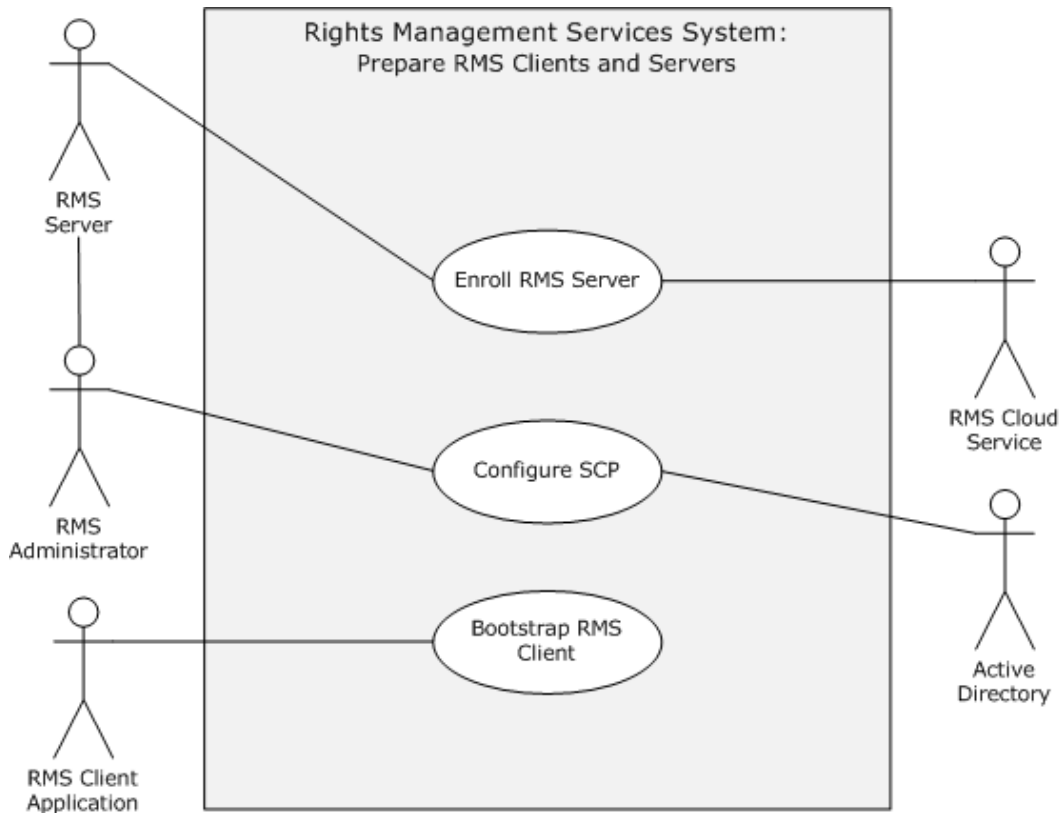 Rights Management Services System:
Prepare RMS Clients and Servers
RMS
Server
Enroll RMS Server
RMS Cloud
Service
RMS
Administrator
Configure SCP
Active
Directory
Bootstrap RMS
Client
RMS Client
Application